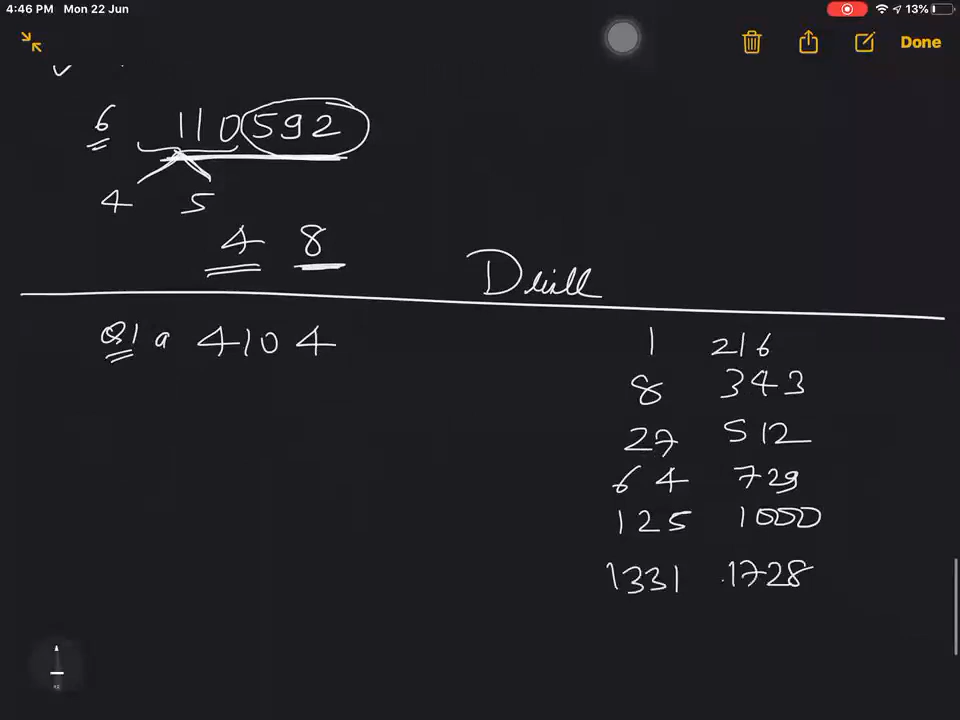 4:46 PM Mon 22 Jun 13%
Done
6 110592
4 5
4 8
Drill
Q1 a 4104
1 216
8 343
27 512
64 729
125 1000
1331 1728